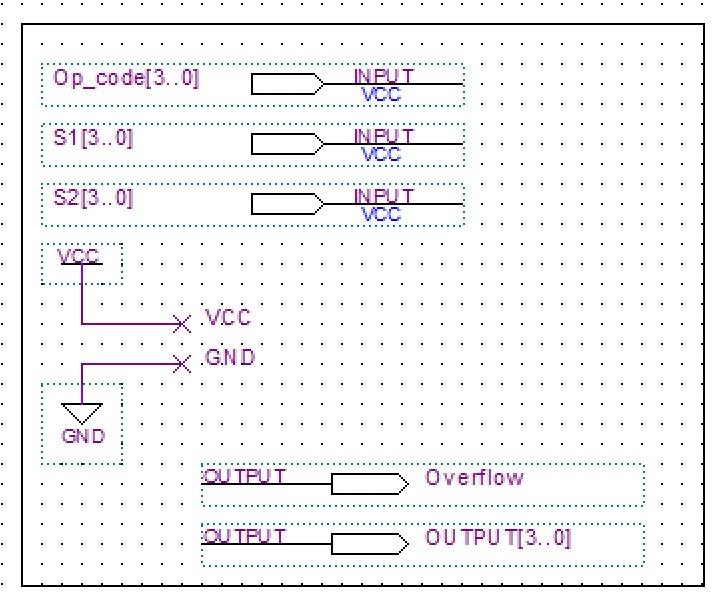 Op_code[3..0] INPUT
VCC
S1[3..0] INPUT
VCC
S2[3..0] INPUT
VCC
VCC
VCC
GND
GND
OUTPUT Overflow
OUTPUT OUTPUT[3..0]